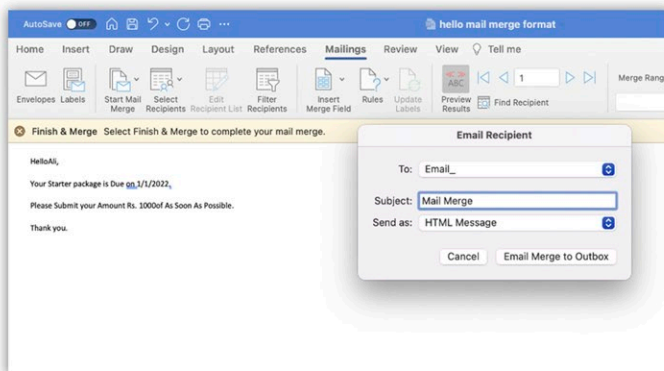 AutoSave OFF hello mail merge format
Home Insert Draw Design Layout References Mailings Review View Tell me
Envelopes Labels Start Mail Merge Select Recipients Edit Recipient List Filter Recipients Insert Merge Field Rules Update Labels ABC Preview Results 1 Find Recipient Merge Rang
Finish & Merge Select Finish & Merge to complete your mail merge.
HelloAli,
Your Starter package is Due on 1/1/2022,
Please Submit your Amount Rs. 1000of As Soon As Possible.
Thank you.
Email Recipient
To: Email_
Subject: Mail Merge
Send as: HTML Message
Cancel Email Merge to Outbox